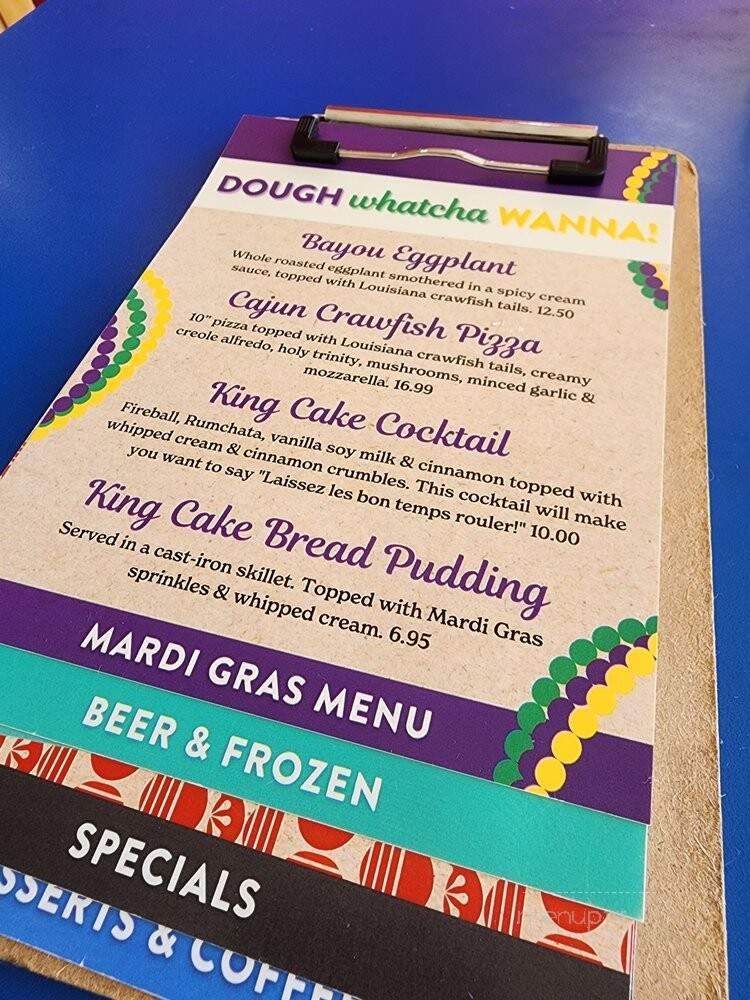 DOUGH whatcha WANNA!
Bayou Eggplant
Whole roasted eggplant smothered in a spicy cream
sauce, topped with Louisiana crawfish tails. 12.50
Cajun Crawfish Pizza
10" pizza topped with Louisiana crawfish tails, creamy
creole alfredo, holy trinity, mushrooms, minced garlic &
mozzarella. 16.99
King Cake Cocktail
Fireball, Rumchata, vanilla soy milk & cinnamon topped with
whipped cream & cinnamon crumbles. This cocktail will make
you want to say "Laissez les bon temps rouler!" 10.00
King Cake Bread Pudding
Served in a cast-iron skillet. Topped with Mardi Gras
sprinkles & whipped cream. 6.95
MARDI GRAS MENU
BEER & FROZEN
SPECIALS
SSERTS & COFFE